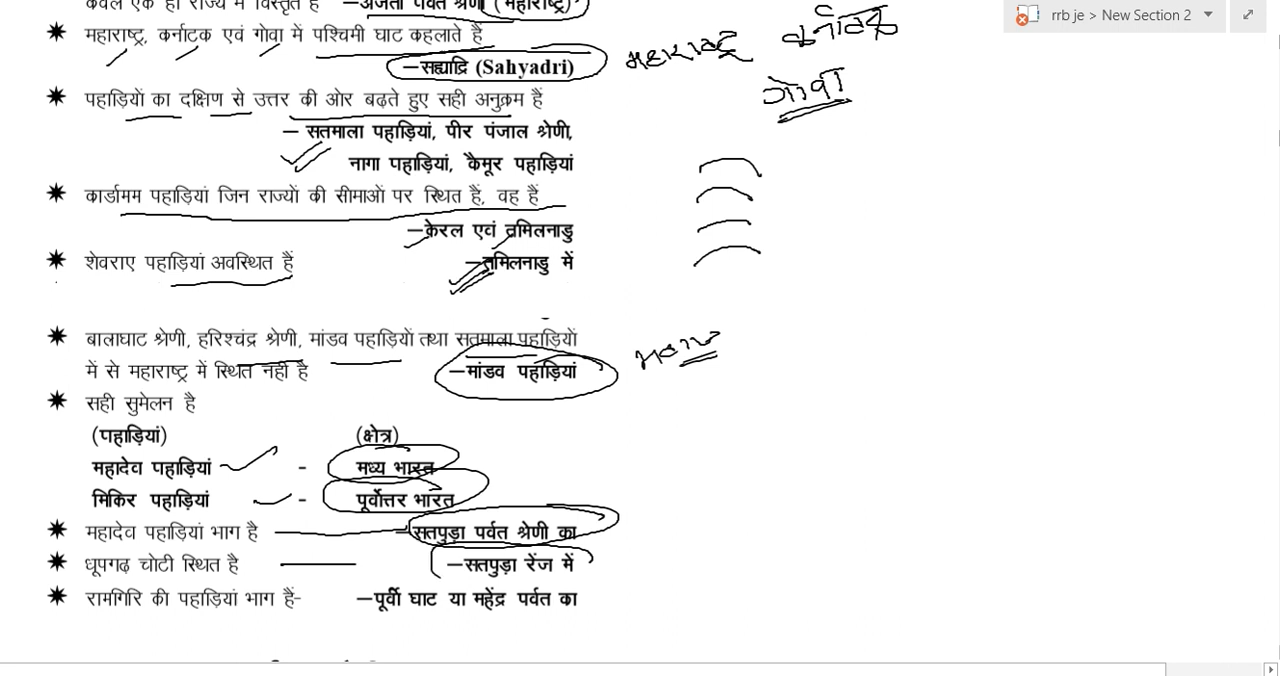 केवल एक ही राज्य में विस्तृत है –अजंता पर्वत श्रेणी (महाराष्ट्र)
rrb je > New Section 2
✷ महाराष्ट्र, कर्नाटक एवं गोवा में पश्चिमी घाट कहलाते हैं
–सह्याद्रि (Sahyadri)
महाराष्ट्र कर्नाटक
गोवा
✷ पहाड़ियों का दक्षिण से उत्तर की ओर बढ़ते हुए सही अनुक्रम है
– सतमाला पहाड़ियां, पीर पंजाल श्रेणी,
नागा पहाड़ियां, कैमूर पहाड़ियां
✷ कार्डामम पहाड़ियां जिन राज्यों की सीमाओं पर स्थित हैं, वह हैं
–केरल एवं तमिलनाडु
✷ शेवराए पहाड़ियां अवस्थित हैं –तमिलनाडु में
✷ बालाघाट श्रेणी, हरिश्चंद्र श्रेणी, मांडव पहाड़ियों तथा सतमाला पहाड़ियों
में से महाराष्ट्र में स्थित नहीं है –मांडव पहाड़ियां
✷ सही सुमेलन है
(पहाड़ियां) (क्षेत्र)
महादेव पहाड़ियां - मध्य भारत
मिकिर पहाड़ियां - पूर्वोत्तर भारत
✷ महादेव पहाड़ियां भाग है –सतपुड़ा पर्वत श्रेणी का
✷ धूपगढ़ चोटी स्थित है –सतपुड़ा रेंज में
✷ रामगिरि की पहाड़ियां भाग हैं- –पूर्वी घाट या महेंद्र पर्वत का